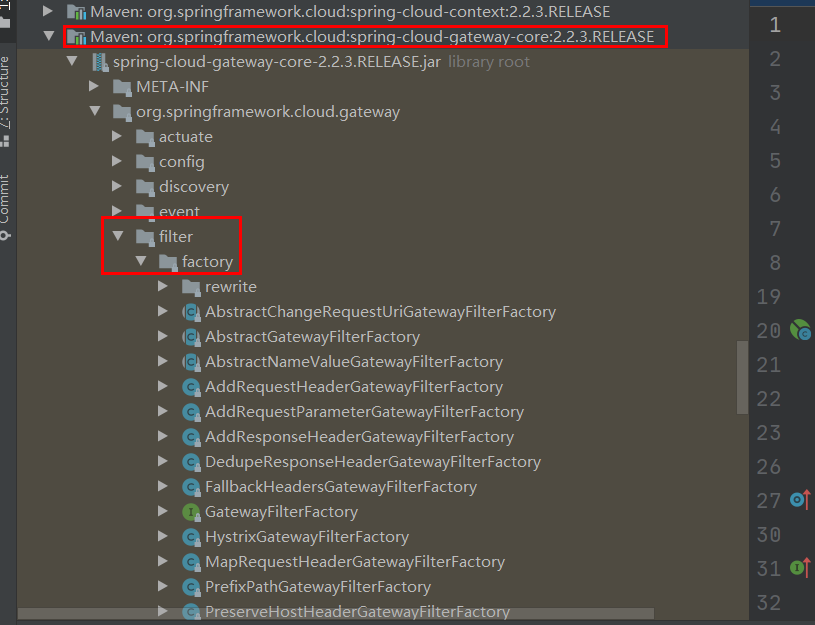 Maven: org.springframework.cloud:spring-cloud-context:2.2.3.RELEASE
Maven: org.springframework.cloud:spring-cloud-gateway-core:2.2.3.RELEASE
spring-cloud-gateway-core-2.2.3.RELEASE.jar library root
META-INF
org.springframework.cloud.gateway
actuate
config
discovery
event
filter
factory
rewrite
AbstractChangeRequestUriGatewayFilterFactory
AbstractGatewayFilterFactory
AbstractNameValueGatewayFilterFactory
AddRequestHeaderGatewayFilterFactory
AddRequestParameterGatewayFilterFactory
AddResponseHeaderGatewayFilterFactory
DedupeResponseHeaderGatewayFilterFactory
FallbackHeadersGatewayFilterFactory
GatewayFilterFactory
HystrixGatewayFilterFactory
MapRequestHeaderGatewayFilterFactory
PrefixPathGatewayFilterFactory
PreserveHostHeaderGatewayFilterFactory
Z: Structure
Commit
1
2
3
4
5
6
7
8
19
20
21
22
23
26
27
30
31
32